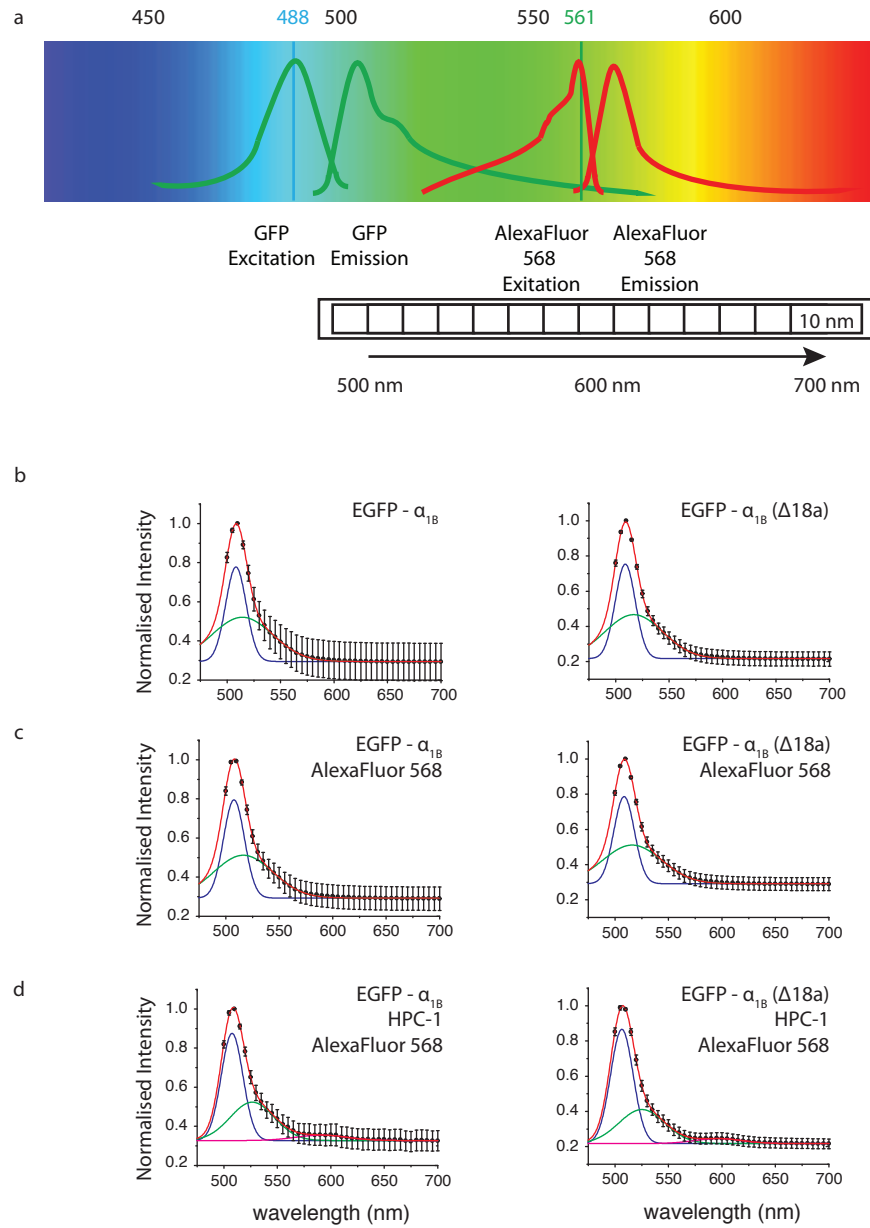 a
450 488 500 550 561 600
GFP
Excitation
GFP
Emission
AlexaFluor
568
Exitation
AlexaFluor
568
Emission
10 nm
500 nm 600 nm 700 nm
b
EGFP - α1B
Normalised Intensity
1.0
0.8
0.6
0.4
0.2
500 550 600 650 700
EGFP - α1B (Δ18a)
1.0
0.8
0.6
0.4
0.2
500 550 600 650 700
c
EGFP - α1B
AlexaFluor 568
Normalised Intensity
1.0
0.8
0.6
0.4
0.2
500 550 600 650 700
EGFP - α1B (Δ18a)
AlexaFluor 568
1.0
0.8
0.6
0.4
0.2
500 550 600 650 700
d
EGFP - α1B
HPC-1
AlexaFluor 568
Normalised Intensity
1.0
0.8
0.6
0.4
0.2
500 550 600 650 700
wavelength (nm)
EGFP - α1B (Δ18a)
HPC-1
AlexaFluor 568
1.0
0.8
0.6
0.4
0.2
500 550 600 650 700
wavelength (nm)